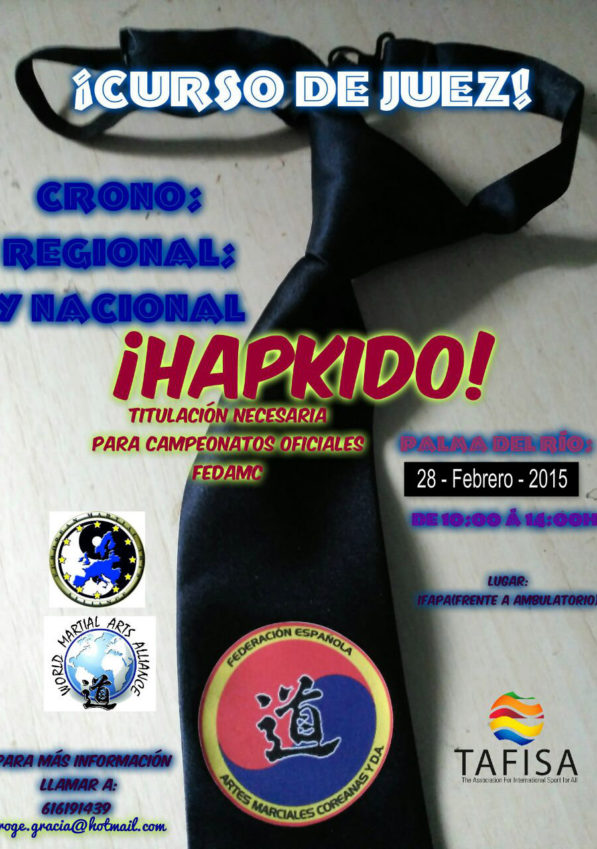 ¡CURSO DE JUEZ!
CRONO;
REGIONAL;
Y NACIONAL
¡HAPKIDO!
TITULACIÓN NECESARIA
PARA CAMPEONATOS OFICIALES
FEDAMC
PALMA DEL RÍO:
28 - Febrero - 2015
DE 10:00 Á 14:00H
LUGAR:
IFAPA(FRENTE A AMBULATORIO)
WORLD MARTIAL ARTS ALLIANCE
道
FEDERACIÓN ESPAÑOLA
道
ARTES MARCIALES COREANAS Y D.A.
TAFISA
The Association For International Sport for All
PARA MÁS INFORMACIÓN
LLAMAR A:
616191439
roge.gracia@hotmail.com